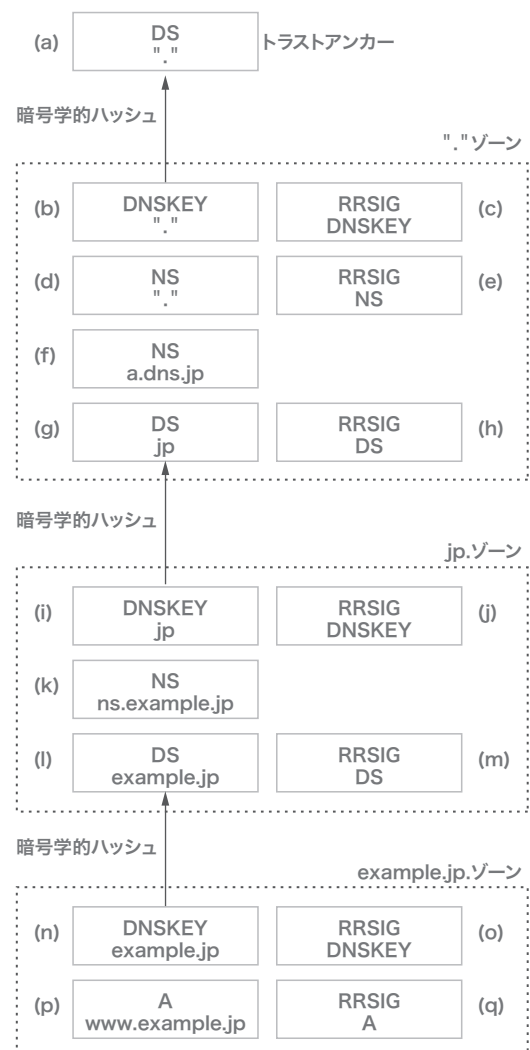 (a)
DS
"."
トラストアンカー
暗号学的ハッシュ
"."ゾーン
(b)
DNSKEY
"."
RRSIG
DNSKEY
(c)
(d)
NS
"."
RRSIG
NS
(e)
(f)
NS
a.dns.jp
(g)
DS
jp
RRSIG
DS
(h)
暗号学的ハッシュ
jp.ゾーン
(i)
DNSKEY
jp
RRSIG
DNSKEY
(j)
(k)
NS
ns.example.jp
(l)
DS
example.jp
RRSIG
DS
(m)
暗号学的ハッシュ
example.jp.ゾーン
(n)
DNSKEY
example.jp
RRSIG
DNSKEY
(o)
(p)
A
www.example.jp
RRSIG
A
(q)